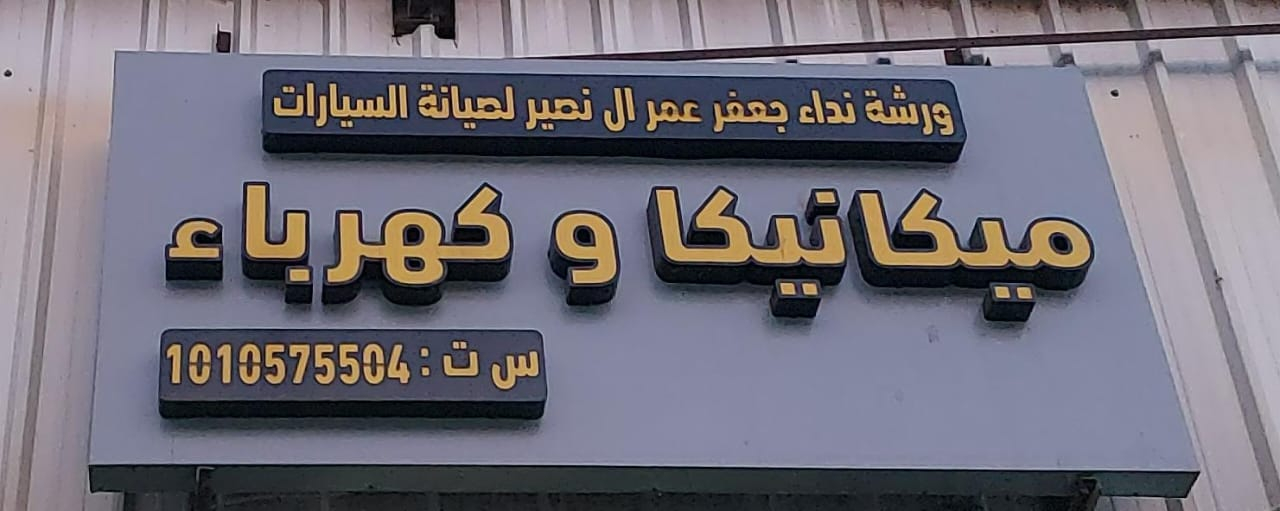 ورشة نداء جعفر عمر ال نصير لصيانة السيارات
ميكانيكا و كهرباء
س ت : 1010575504